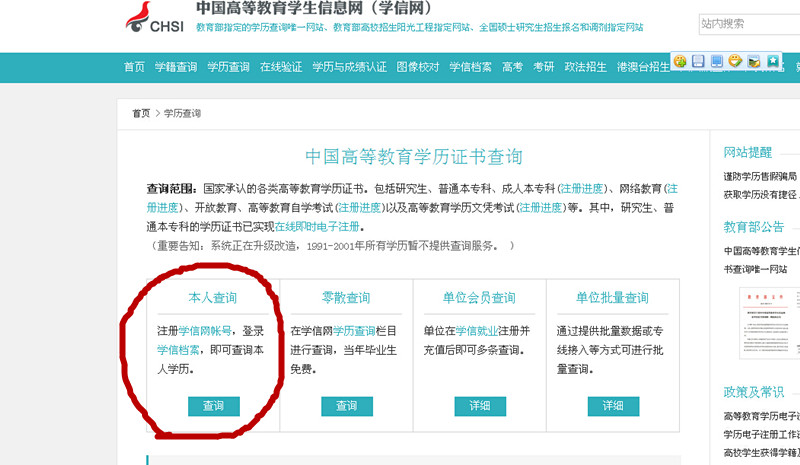 中国高等教育学生信息网（学信网）
CHSI
教育部指定的学历查询唯一网站、教育部高校招生阳光工程指定网站、全国硕士研究生招生报名和调剂指定网站
站内搜索
首页 学籍查询 学历查询 在线验证 学历与成绩认证 图像校对 学信档案 高考 考研 政法招生 港澳台招生
首页 > 学历查询
中国高等教育学历证书查询
查询范围：国家承认的各类高等教育学历证书。包括研究生、普通本专科、成人本专科(注册进度)、网络教育(注
册进度)、开放教育、高等教育自学考试(注册进度)以及高等教育学历文凭考试(注册进度)等。其中，研究生、普
通本专科的学历证书已实现在线即时电子注册。
（重要告知：系统正在升级改造，1991-2001年所有学历暂不提供查询服务。 ）
本人查询
注册学信网帐号，登录
学信档案，即可查询本
人学历。
查询
零散查询
在学信网学历查询栏目
进行查询，当年毕业生
免费。
查询
单位会员查询
单位在学信就业注册并
充值后即可多条查询。
详细
单位批量查询
通过提供批量数据或专
线接入等方式可进行批
量查询。
详细
网站提醒
谨防学历售假骗局
获取学历没有捷径
教育部公告
中国高等教育学生信
书查询唯一网站
政策及常识
高等教育学历电子注
学历电子注册工作
高校学生获得学籍及